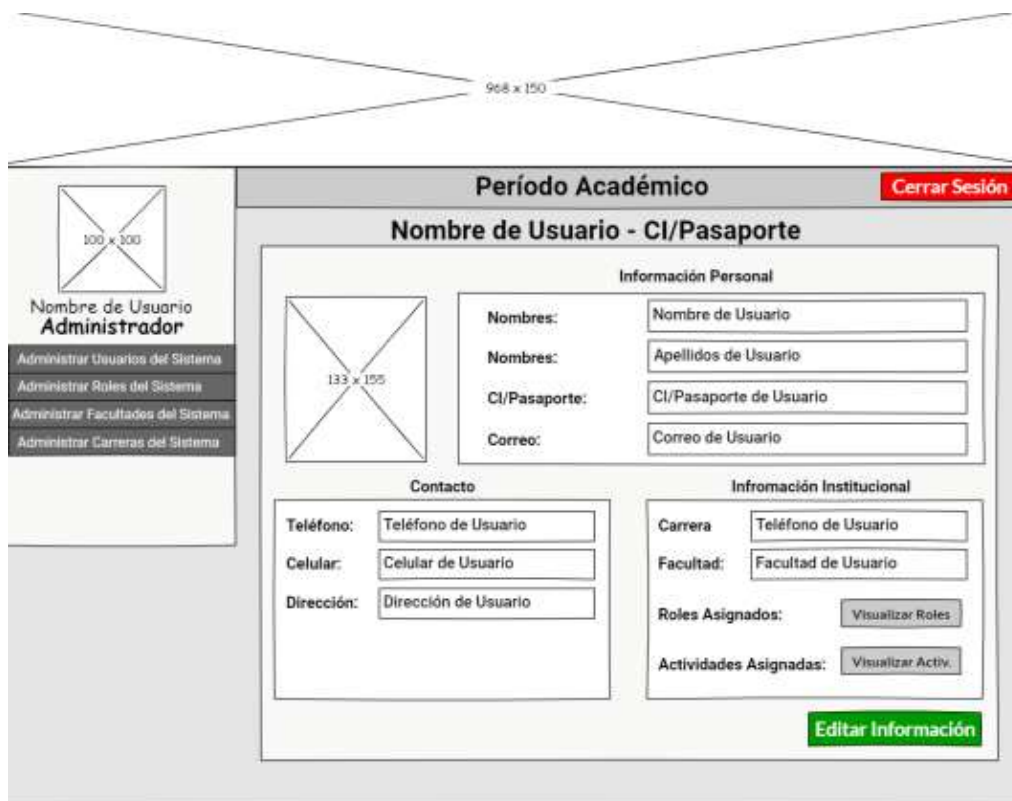 968 x 150
Período Académico
Cerrar Sesión
100 x 100
Nombre de Usuario
Administrador
Administrar Usuarios del Sistema
Administrar Roles del Sistema
Administrar Facultades del Sistema
Administrar Carreras del Sistema
Nombre de Usuario - CI/Pasaporte
Información Personal
133 x 155
Nombres: Nombre de Usuario
Nombres: Apellidos de Usuario
CI/Pasaporte: CI/Pasaporte de Usuario
Correo: Correo de Usuario
Contacto
Teléfono: Teléfono de Usuario
Celular: Celular de Usuario
Dirección: Dirección de Usuario
Infromación Institucional
Carrera Teléfono de Usuario
Facultad: Facultad de Usuario
Roles Asignados: Visualizar Roles
Actividades Asignadas: Visualizar Activ.
Editar Información